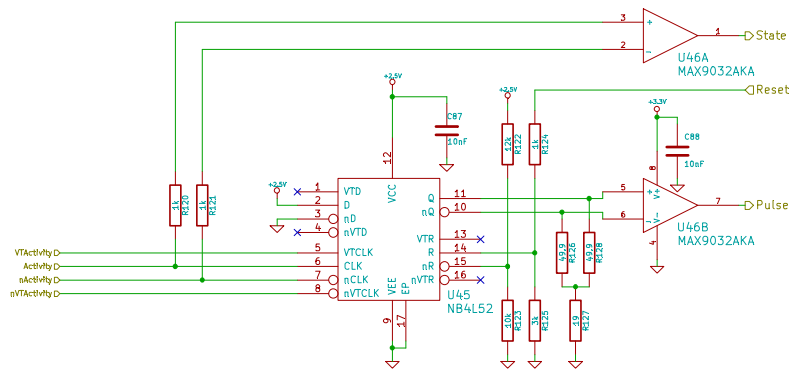 3
+
1
State
2
-
U46A
MAX9032AKA
+2.5V
+2.5V
Reset
+3.3V
C87
10nF
C88
10nF
12k
R122
1k
R124
12
8
VCC
V+
1k
R120
1k
R121
+2.5V
1
VTD
2
D
3
nD
4
nVTD
Q
11
nQ
10
5
+
6
-
V-
7
Pulse
U46B
MAX9032AKA
4
VTActivity
5
VTCLK
VTR
13
Activity
6
CLK
R
14
nActivity
7
nCLK
nR
15
nVTActivity
8
nVTCLK
nVTR
16
49.9
R126
49.9
R128
VEE
EP
U45
NB4L52
9
17
10k
R123
3k
R125
19
R127